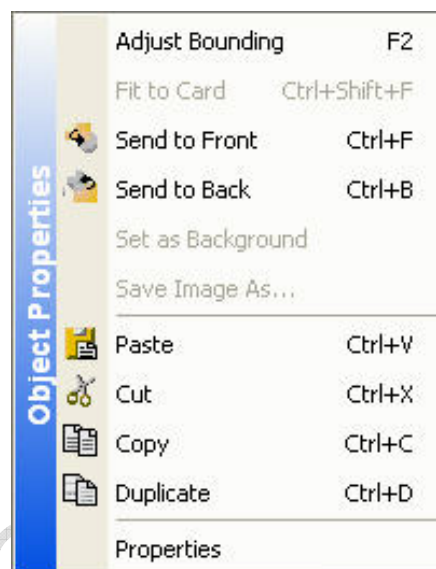 Object Properties
Adjust Bounding F2
Fit to Card Ctrl+Shift+F
Send to Front Ctrl+F
Send to Back Ctrl+B
Set as Background
Save Image As...
Paste Ctrl+V
Cut Ctrl+X
Copy Ctrl+C
Duplicate Ctrl+D
Properties